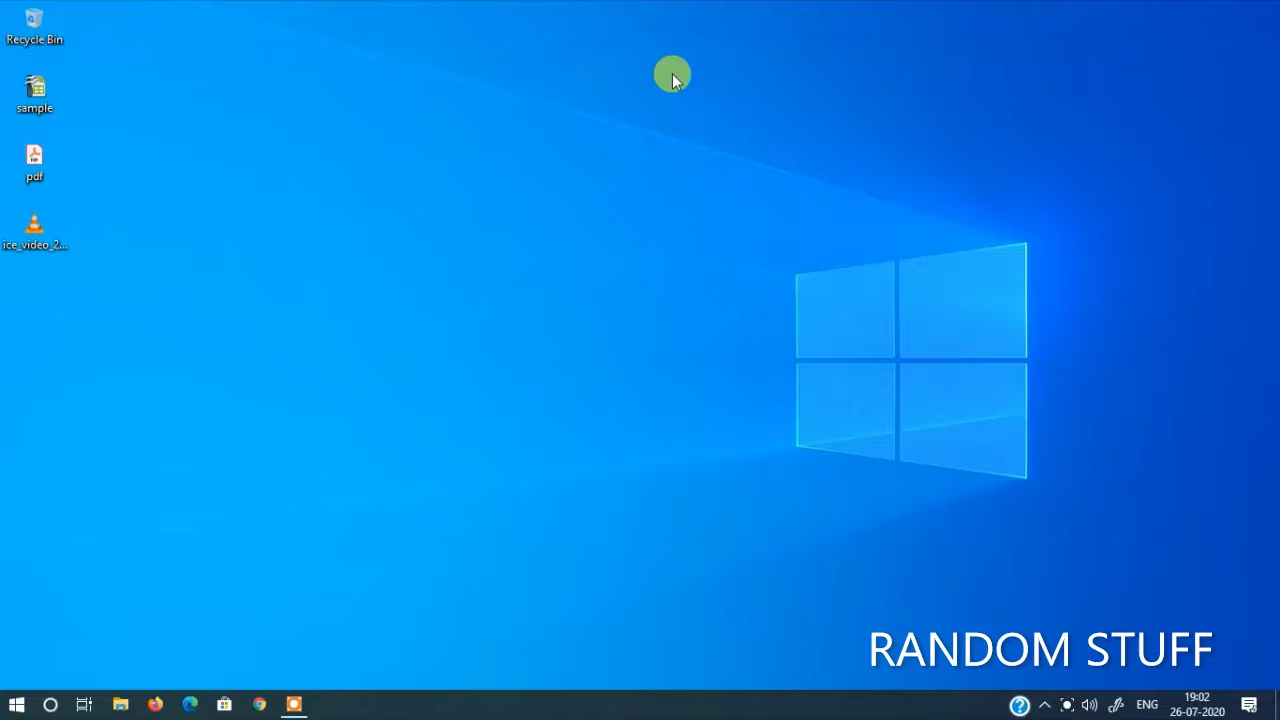 Recycle Bin
sample
pdf
ice_video_2...
RANDOM STUFF
ENG
19:02
26-07-2020